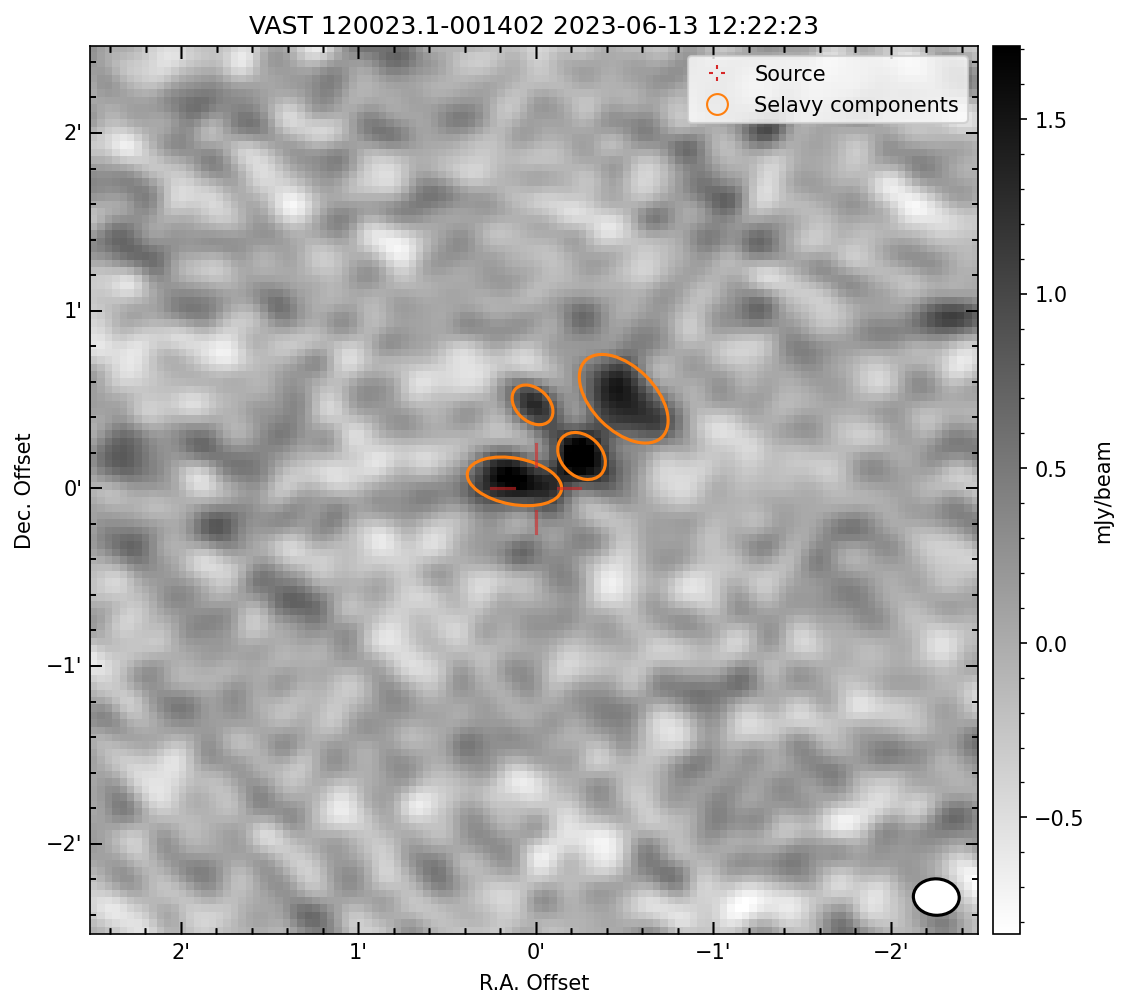 VAST 120023.1-001402 2023-06-13 12:22:23
Source
Selavy components
2'
1'
0'
−1'
−2'
Dec. Offset
2'
1'
0'
−1'
−2'
R.A. Offset
1.5
1.0
0.5
0.0
−0.5
mJy/beam